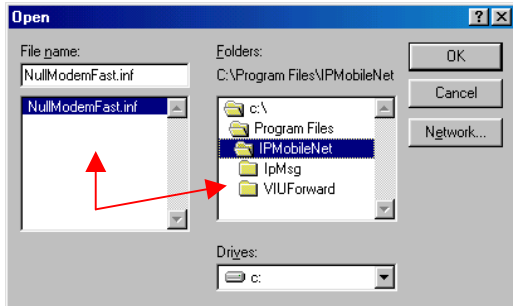 Open
File name:
NullModemFast.inf
NullModemFast.inf
Folders:
C:\Program Files\IPMobileNet
c:\
Program Files
IPMobileNet
IpMsg
VIUForward
Drives:
c:
OK
Cancel
Network...